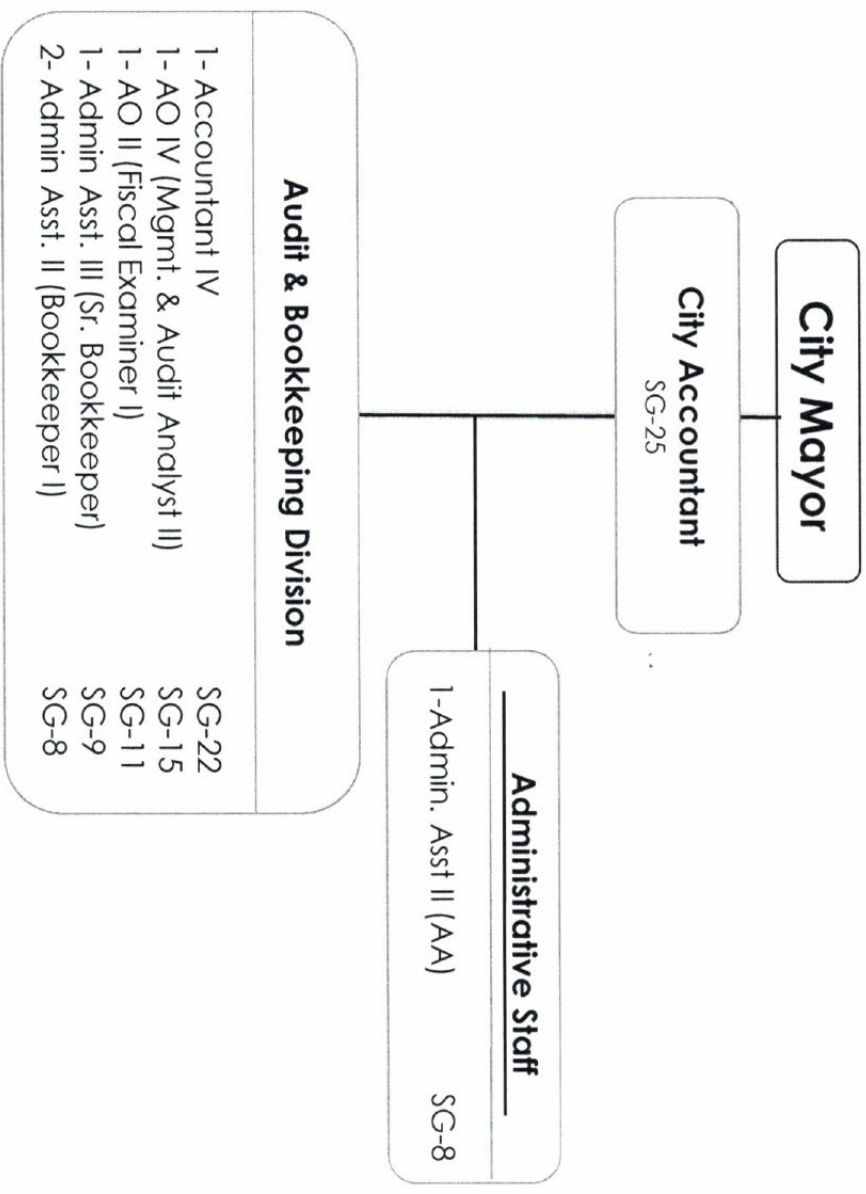 City Mayor
City Accountant
SG-25
Administrative Staff
1-Admin. Asst II (AA) SG-8
Audit & Bookkeeping Division
1- Accountant IV SG-22
1- AO IV (Mgmt. & Audit Analyst II) SG-15
1- AO II (Fiscal Examiner I) SG-11
1- Admin Asst. III (Sr. Bookkeeper) SG-9
2- Admin Asst. II (Bookkeeper I) SG-8